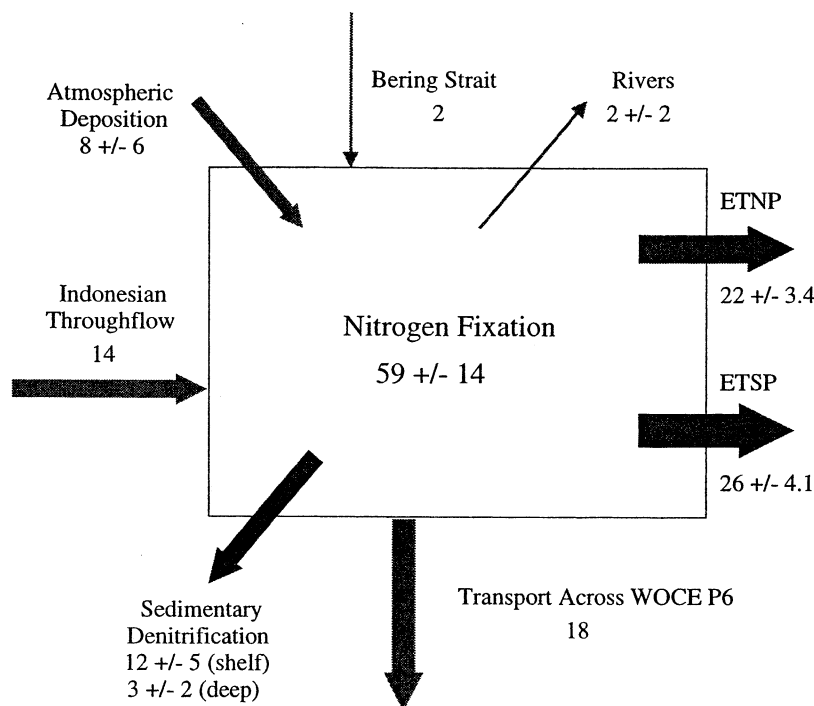 Bering Strait
2
Rivers
2 +/- 2
Atmospheric
Deposition
8 +/- 6
ETNP
22 +/- 3.4
Indonesian
Throughflow
14
Nitrogen Fixation
59 +/- 14
ETSP
26 +/- 4.1
Transport Across WOCE P6
18
Sedimentary
Denitrification
12 +/- 5 (shelf)
3 +/- 2 (deep)